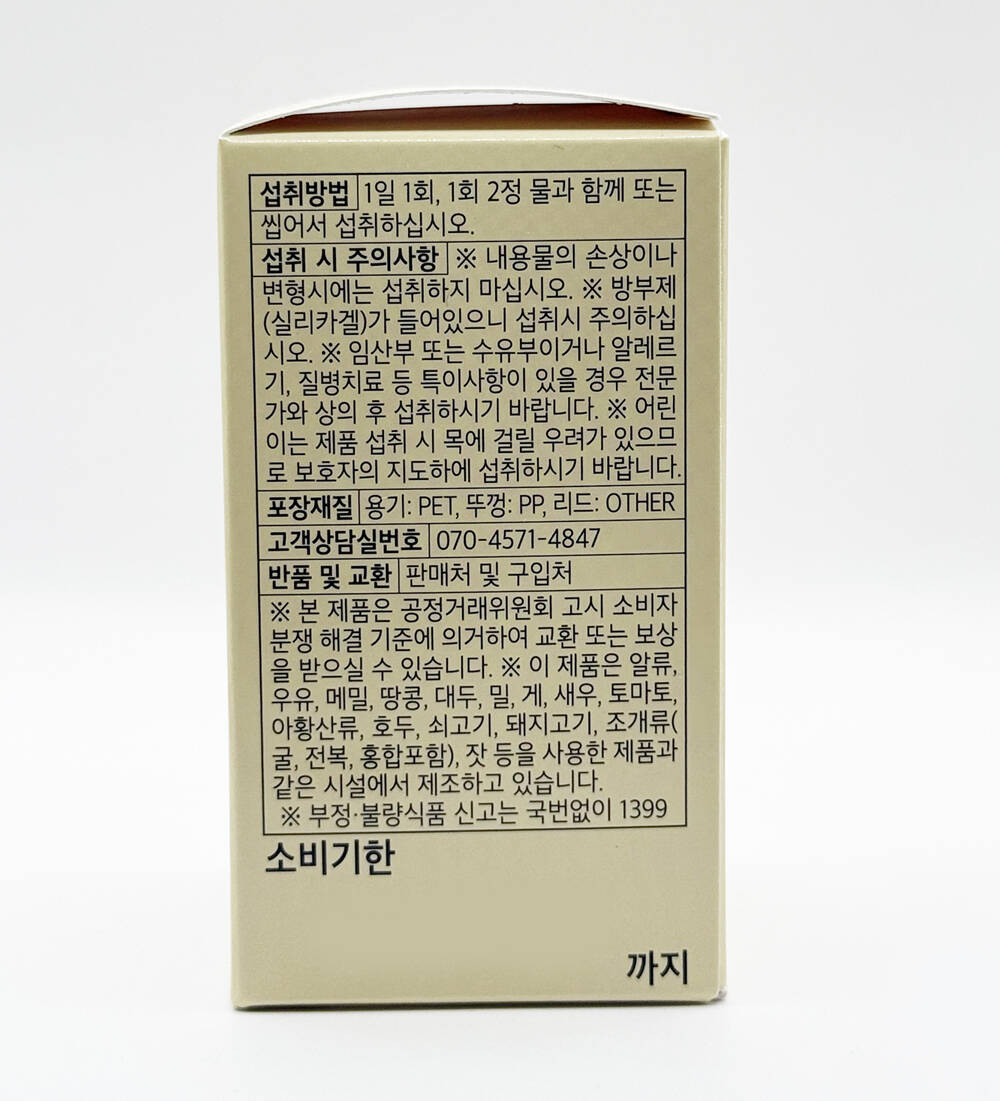 섭취방법 1일 1회, 1회 2정 물과 함께 또는
씹어서 섭취하십시오.
섭취 시 주의사항 ※ 내용물의 손상이나
변형시에는 섭취하지 마십시오. ※ 방부제
(실리카겔)가 들어있으니 섭취시 주의하십
시오. ※ 임산부 또는 수유부이거나 알레르
기, 질병치료 등 특이사항이 있을 경우 전문
가와 상의 후 섭취하시기 바랍니다. ※ 어린
이는 제품 섭취 시 목에 걸릴 우려가 있으므
로 보호자의 지도하에 섭취하시기 바랍니다.
포장재질 용기: PET, 뚜껑: PP, 리드: OTHER
고객상담실번호 070-4571-4847
반품 및 교환 판매처 및 구입처
※ 본 제품은 공정거래위원회 고시 소비자
분쟁 해결 기준에 의거하여 교환 또는 보상
을 받으실 수 있습니다. ※ 이 제품은 알류,
우유, 메밀, 땅콩, 대두, 밀, 게, 새우, 토마토,
아황산류, 호두, 쇠고기, 돼지고기, 조개류(
굴, 전복, 홍합포함), 잣 등을 사용한 제품과
같은 시설에서 제조하고 있습니다.
※ 부정·불량식품 신고는 국번없이 1399
소비기한
까지